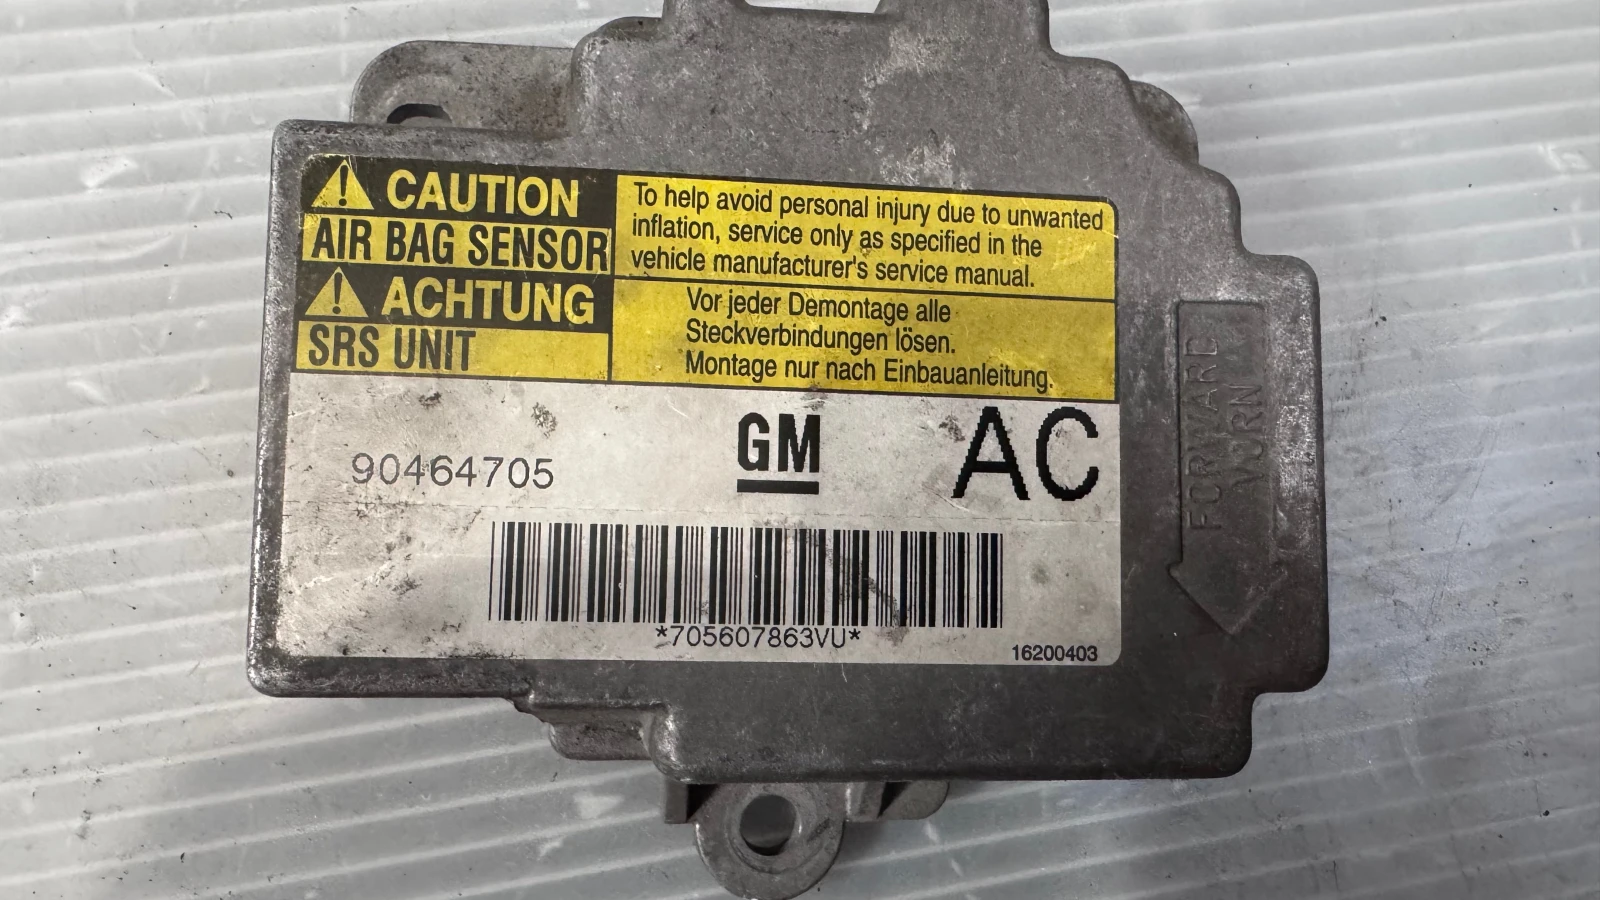 CAUTION
AIR BAG SENSOR
To help avoid personal injury due to unwanted
inflation, service only as specified in the
vehicle manufacturer's service manual.
ACHTUNG
SRS UNIT
Vor jeder Demontage alle
Steckverbindungen lösen.
Montage nur nach Einbauanleitung.
90464705
GM
AC
*705607863VU*
16200403
FORWARD
VORN